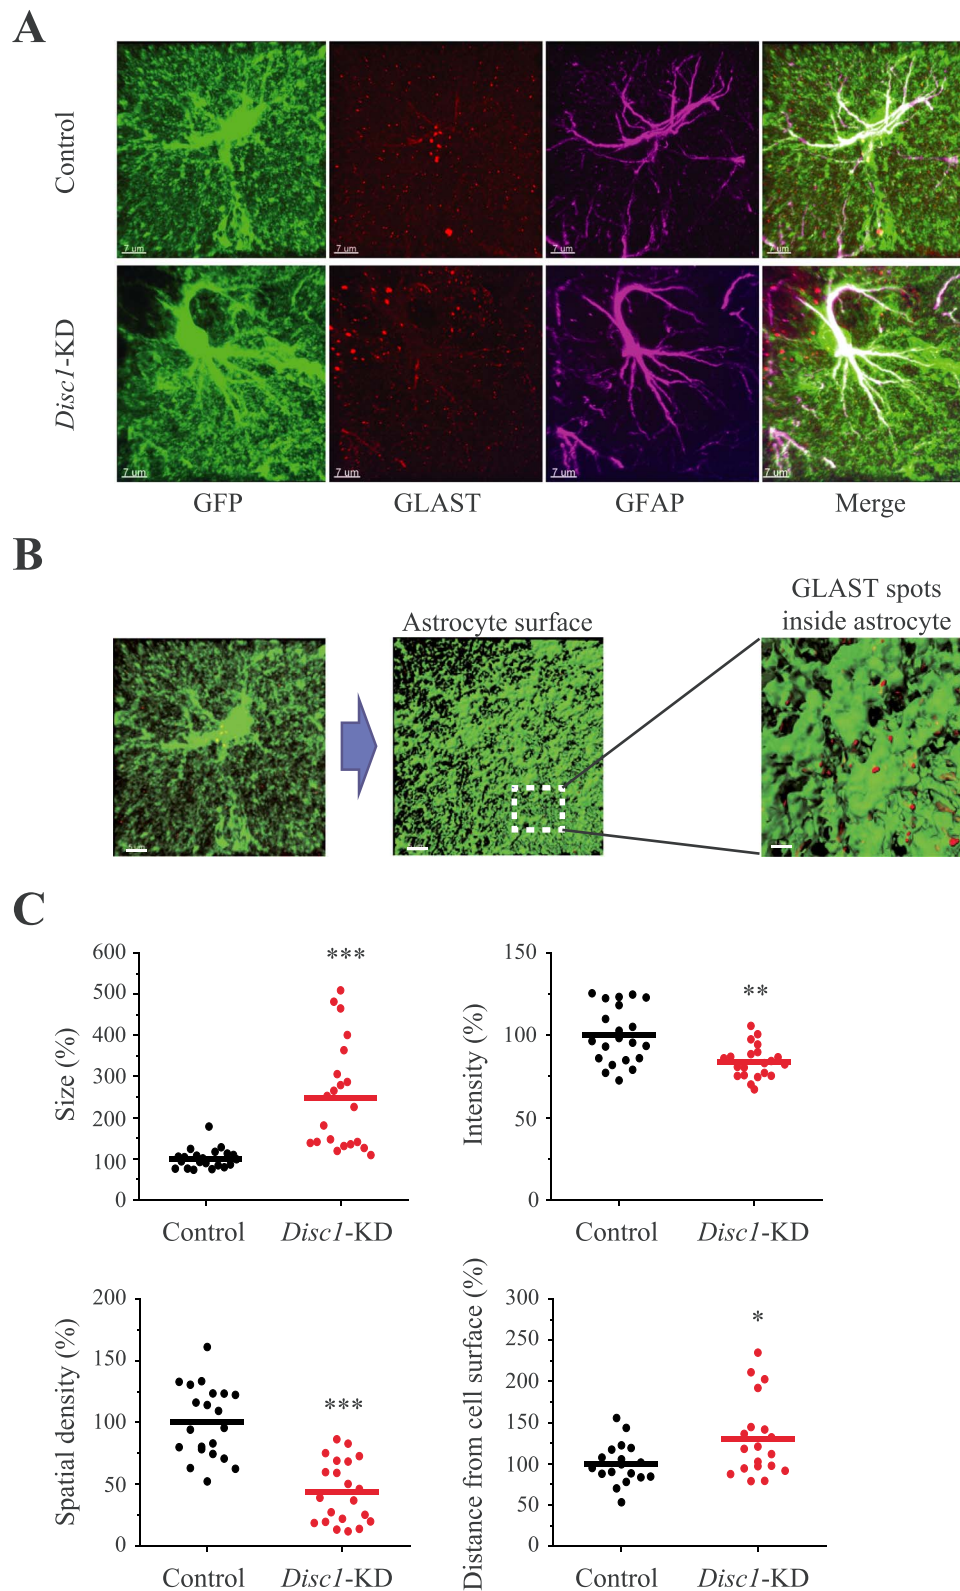 A
Control
7 um
7 um
7 um
7 um
Disc1-KD
7 um
7 um
7 um
7 um
GFP
GLAST
GFAP
Merge
B
Astrocyte surface
GLAST spots
inside astrocyte
C
Size (%)
600
500
400
300
200
100
0
***
Control
Disc1-KD
Intensity (%)
150
100
50
0
**
Control
Disc1-KD
Spatial density (%)
200
150
100
50
0
***
Control
Disc1-KD
Distance from cell surface (%)
300
250
200
150
100
50
0
*
Control
Disc1-KD